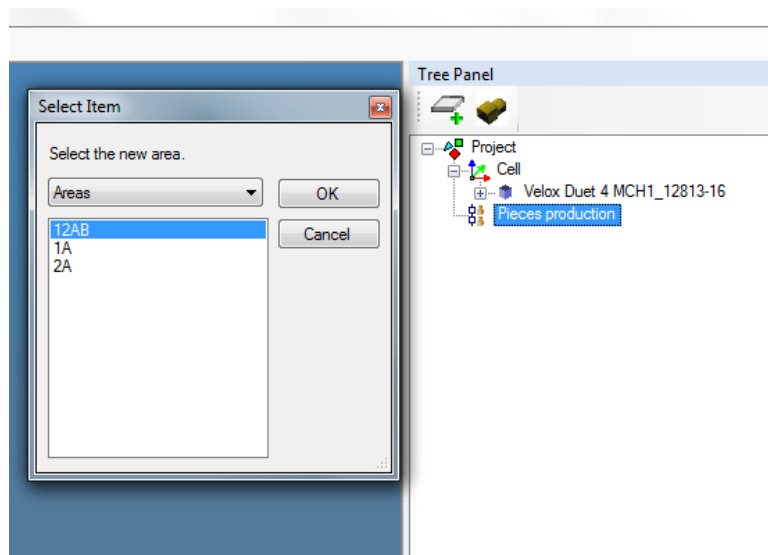 Select Item
Select the new area.
Areas
OK
12AB
Cancel
1A
2A
Tree Panel
Project
Cell
Velox Duet 4 MCH1_12813-16
Pieces production